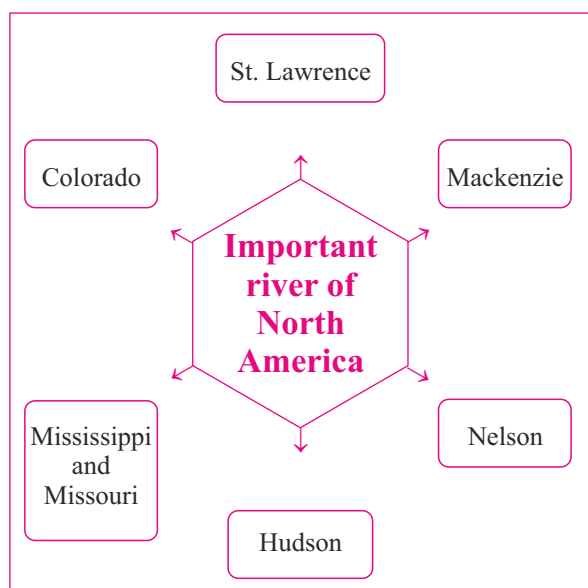 St. Lawrence
Colorado
Mackenzie
Important
river of
North
America
Mississippi
and
Missouri
Nelson
Hudson